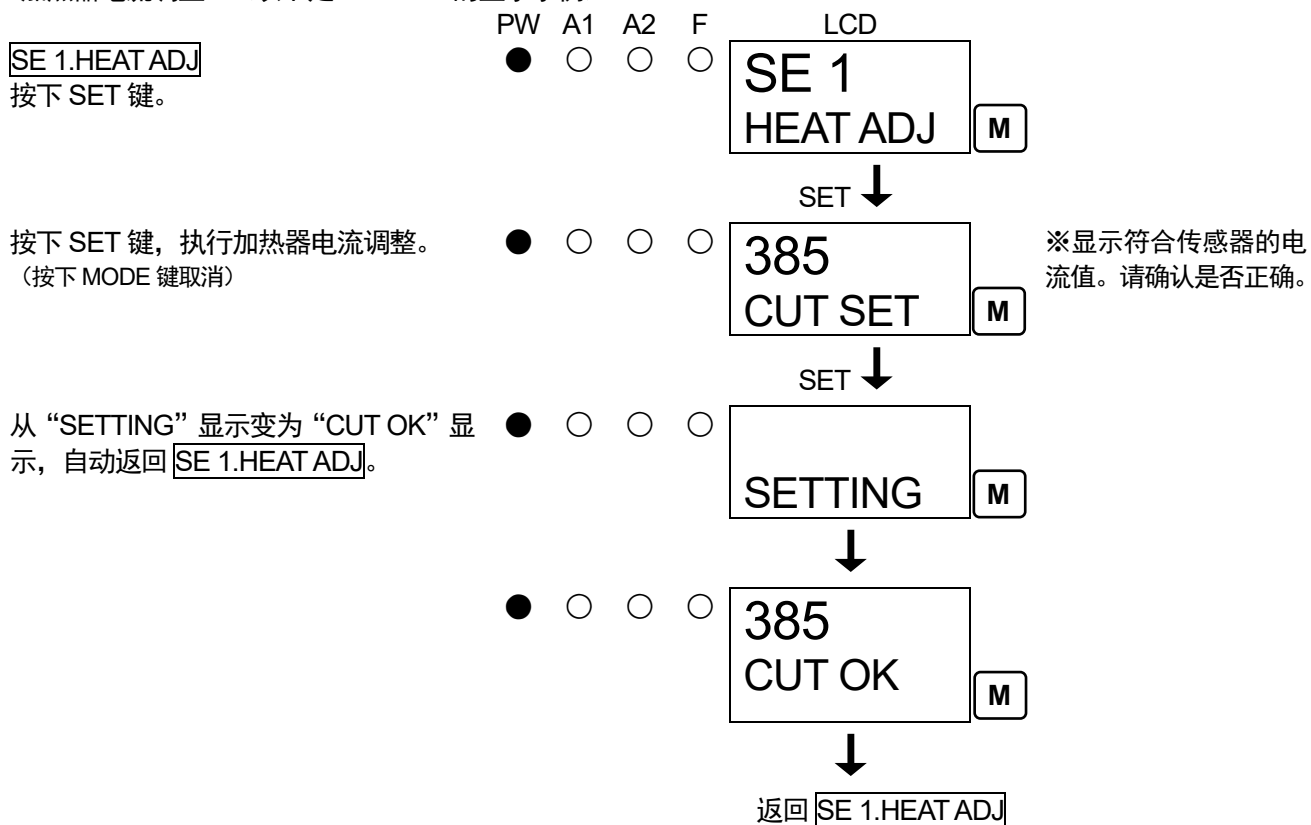 PW A1 A2 F LCD
SE 1.HEAT ADJ
按下 SET 键。
● ○ ○ ○
SE 1
HEAT ADJ
M
SET
按下 SET 键，执行加热器电流调整。
（按下 MODE 键取消）
● ○ ○ ○
385
CUT SET
M
※显示符合传感器的电
流值。请确认是否正确。
SET
从“SETTING”显示变为“CUT OK”显
示，自动返回 SE 1.HEAT ADJ。
● ○ ○ ○
SETTING
M
● ○ ○ ○
385
CUT OK
M
返回 SE 1.HEAT ADJ